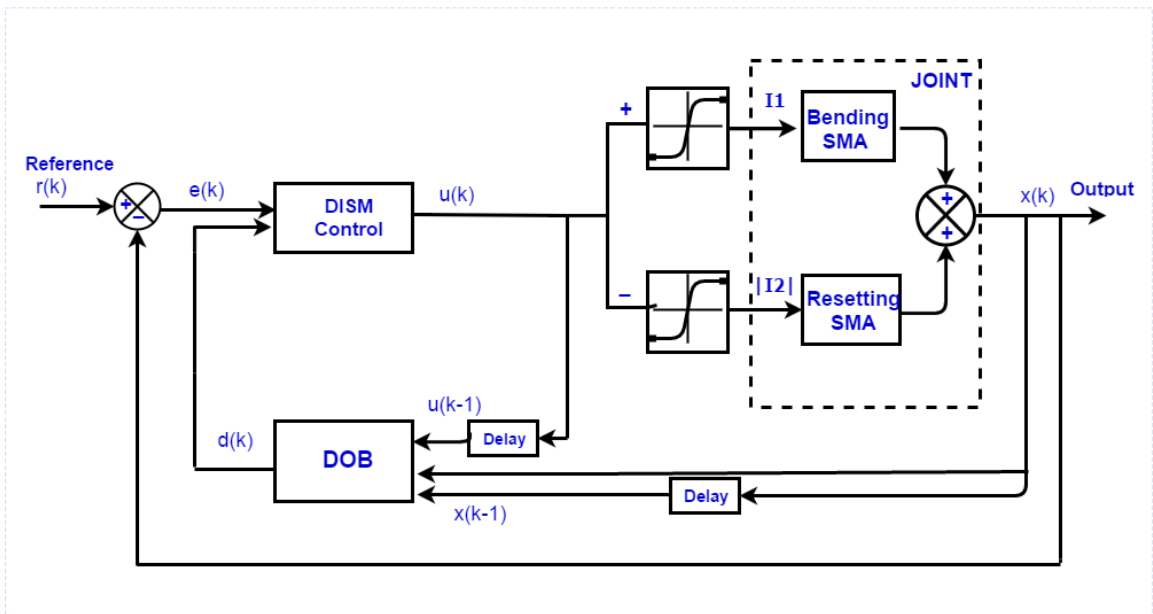 JOINT
I1
Bending
SMA
+
Reference
r(k)
+
−
e(k)
DISM
Control
u(k)
+
+
x(k)
Output
−
|I2|
Resetting
SMA
u(k-1)
Delay
d(k)
DOB
Delay
x(k-1)